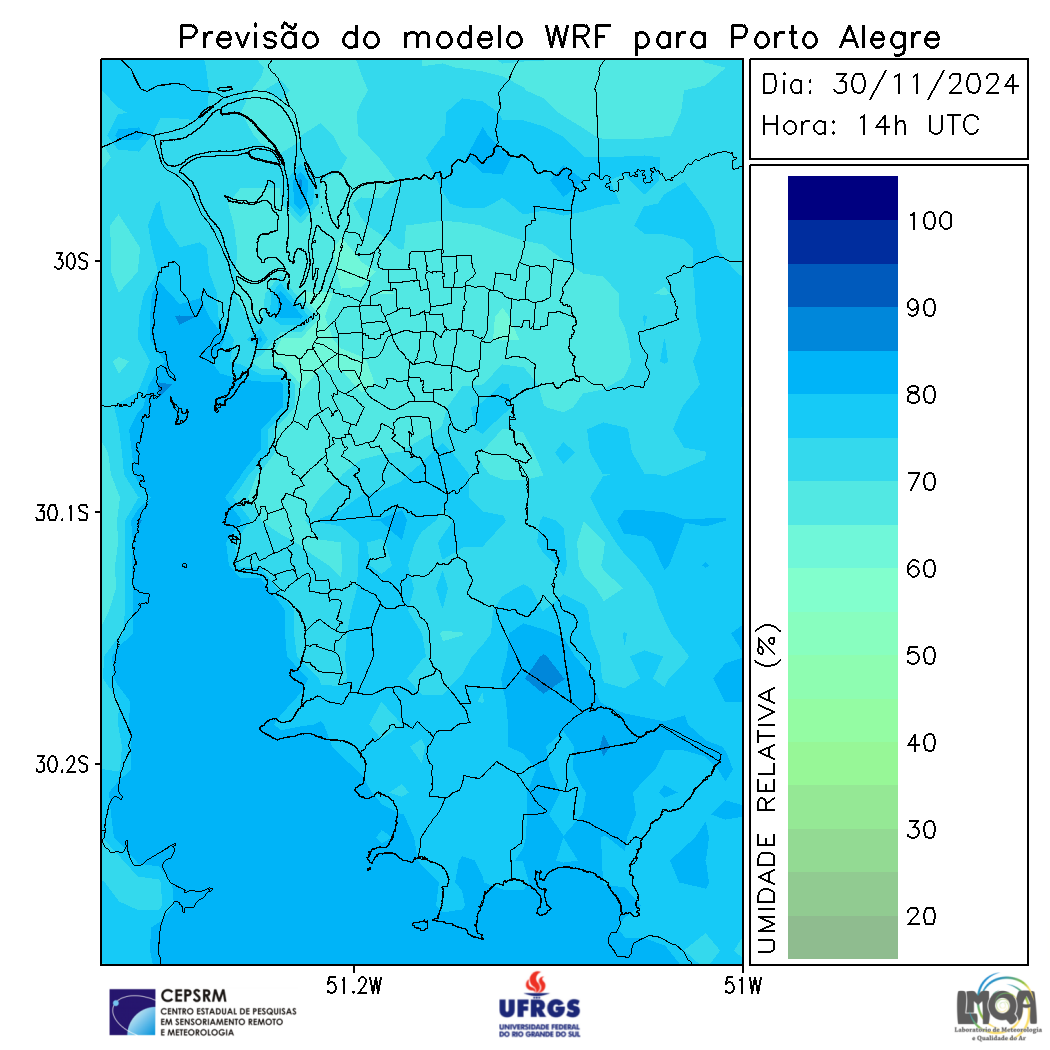 Previsão do modelo WRF para Porto Alegre
Dia: 30/11/2024
Hora: 14h UTC
100
90
80
70
60
50
40
30
20
UMIDADE RELATIVA (%)
30S
30.1S
30.2S
51.2W
51W
CEPSRM
CENTRO ESTADUAL DE PESQUISAS
EM SENSORIAMENTO REMOTO
E METEOROLOGIA
UFRGS
UNIVERSIDADE FEDERAL
DO RIO GRANDE DO SUL
LMQA
Laboratório de Meteorologia
e Qualidade do Ar